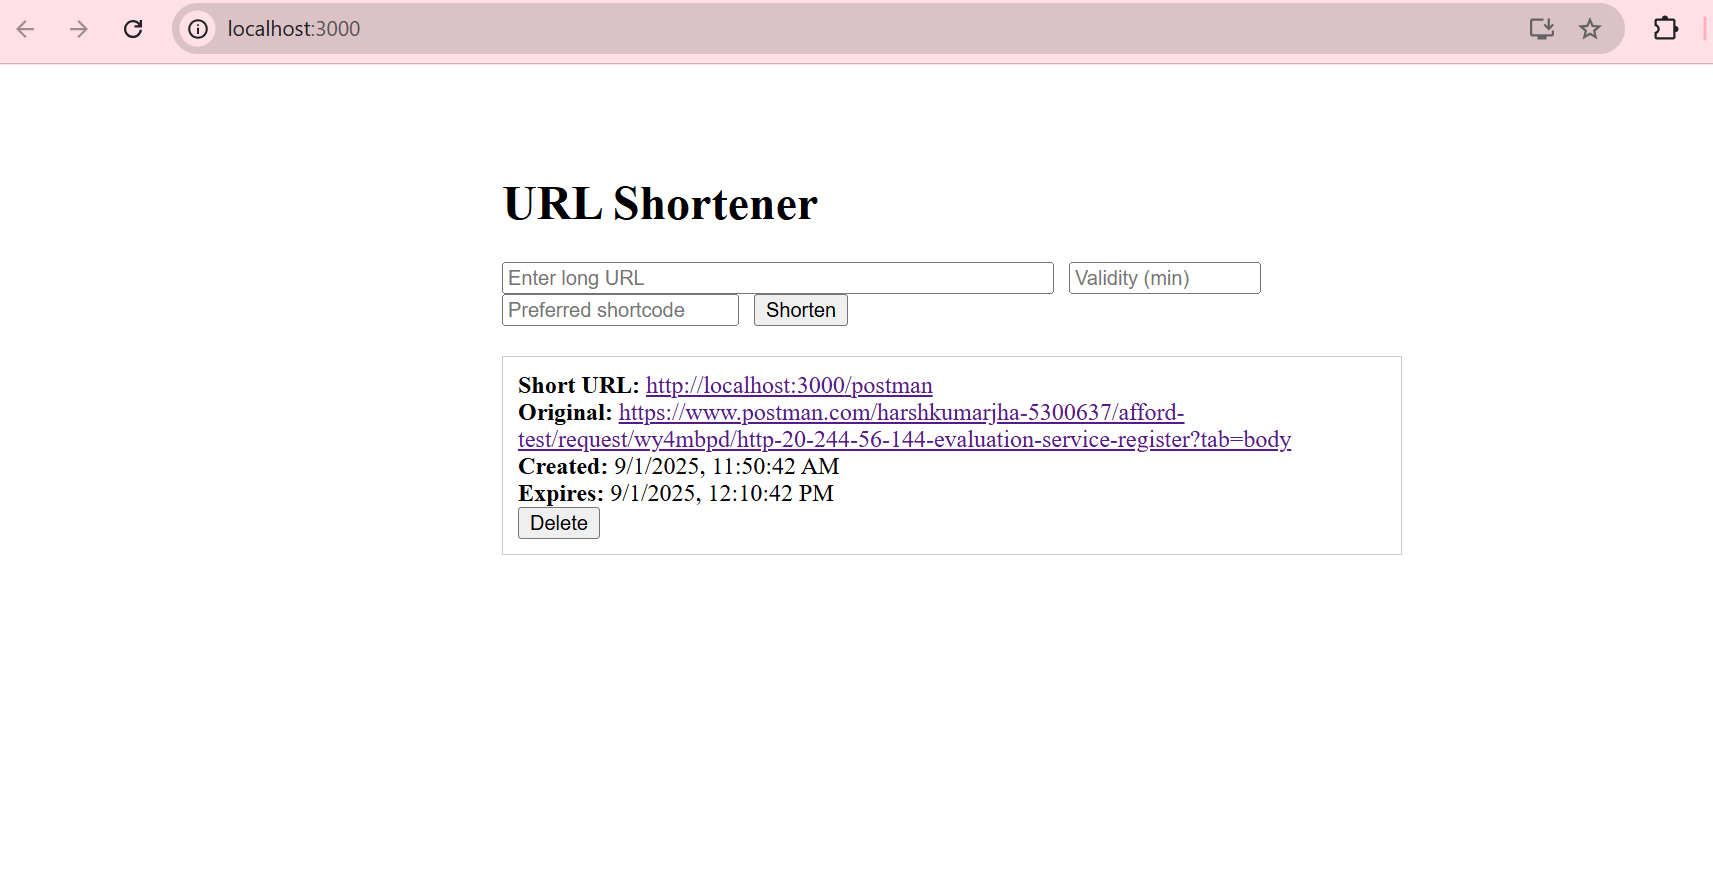 localhost:3000
URL Shortener
Enter long URL Validity (min)
Preferred shortcode Shorten
Short URL: http://localhost:3000/postman
Original: https://www.postman.com/harshkumarjha-5300637/afford-
test/request/wy4mbpd/http-20-244-56-144-evaluation-service-register?tab=body
Created: 9/1/2025, 11:50:42 AM
Expires: 9/1/2025, 12:10:42 PM
Delete